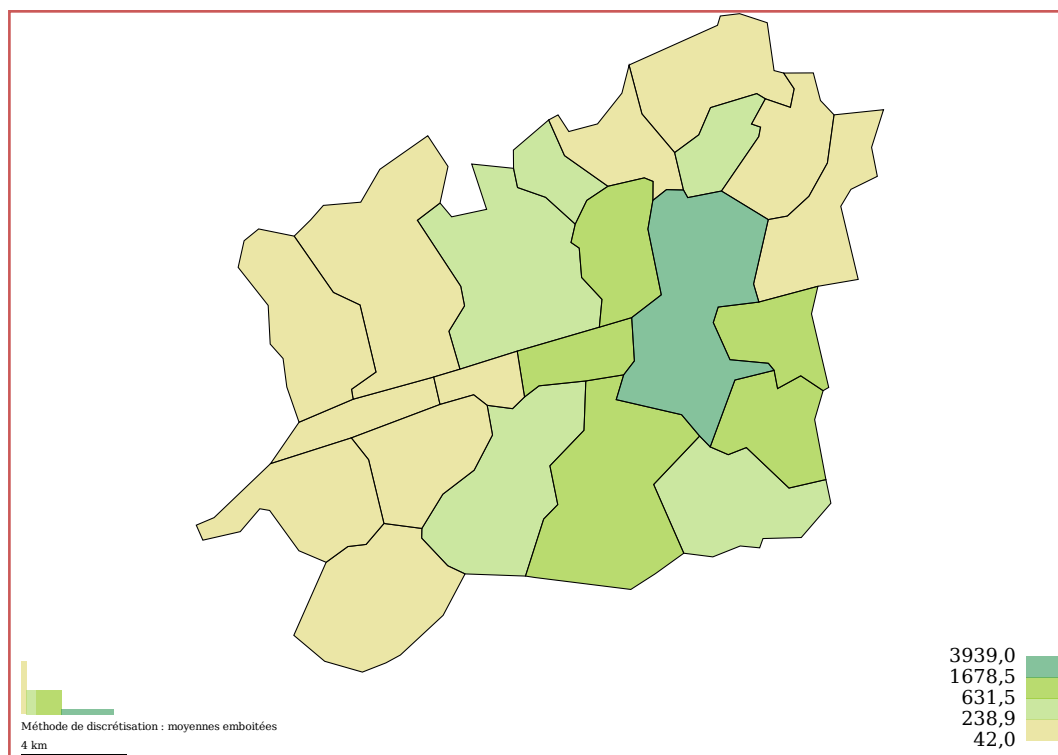 3939,0
1678,5
631,5
238,9
42,0
Méthode de discrétisation : moyennes emboitées
4 km